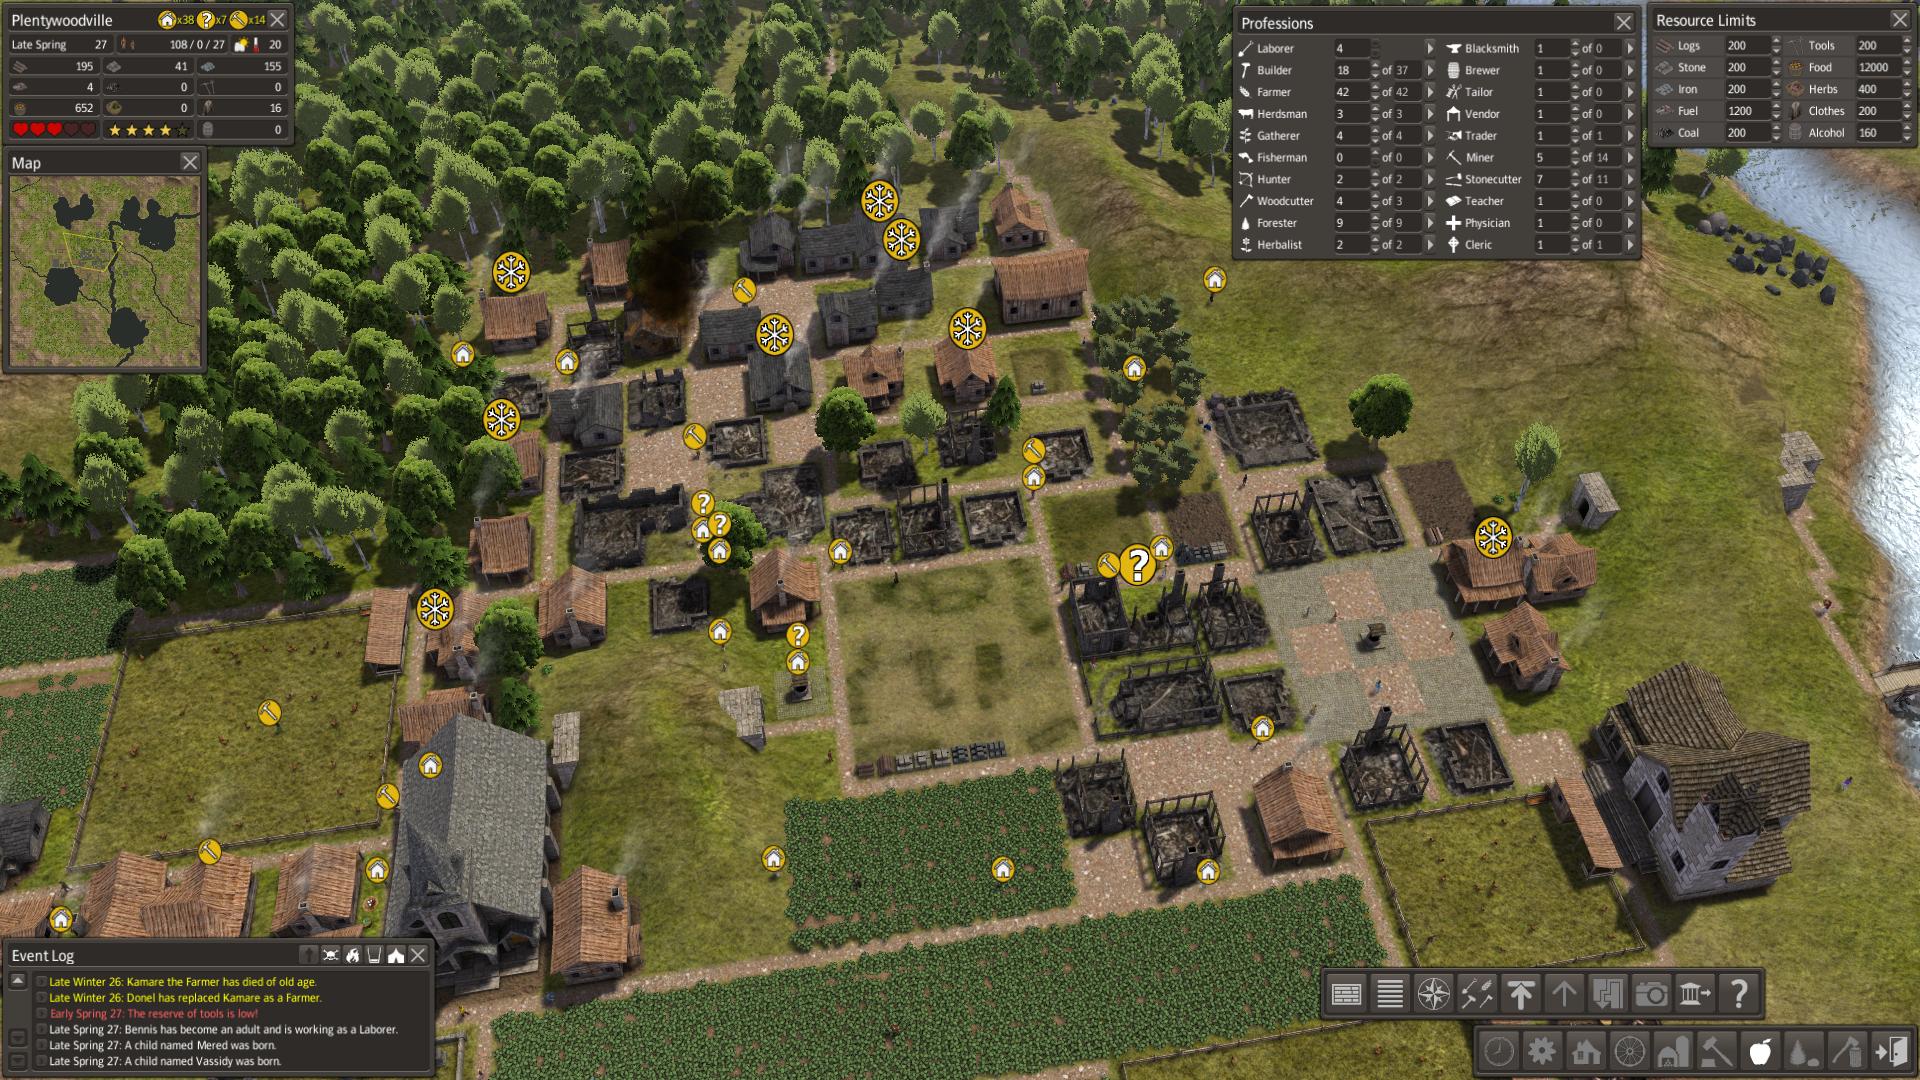 Plentywoodville x38 ? x7 x14
Late Spring 27 108 / 0 / 27 20
195 41 155
4 0 0
652 0 16
0
Map
Professions
Laborer 4
Builder 18 of 37
Farmer 42 of 42
Herdsman 3 of 3
Gatherer 4 of 4
Fisherman 0 of 0
Hunter 2 of 2
Woodcutter 4 of 3
Forester 9 of 9
Herbalist 2 of 2
Blacksmith 1 of 0
Brewer 1 of 0
Tailor 1 of 0
Vendor 1 of 0
Trader 1 of 1
Miner 5 of 14
Stonecutter 7 of 11
Teacher 1 of 0
Physician 1 of 0
Cleric 1 of 1
Resource Limits
Logs 200
Stone 200
Iron 200
Fuel 1200
Coal 200
Tools 200
Food 12000
Herbs 400
Clothes 200
Alcohol 160
?
?
?
?
Event Log
Late Winter 26: Kamare the Farmer has died of old age.
Late Winter 26: Donel has replaced Kamare as a Farmer.
Early Spring 27: The reserve of tools is low!
Late Spring 27: Bennis has become an adult and is working as a Laborer.
Late Spring 27: A child named Mered was born.
Late Spring 27: A child named Vassidy was born.
?